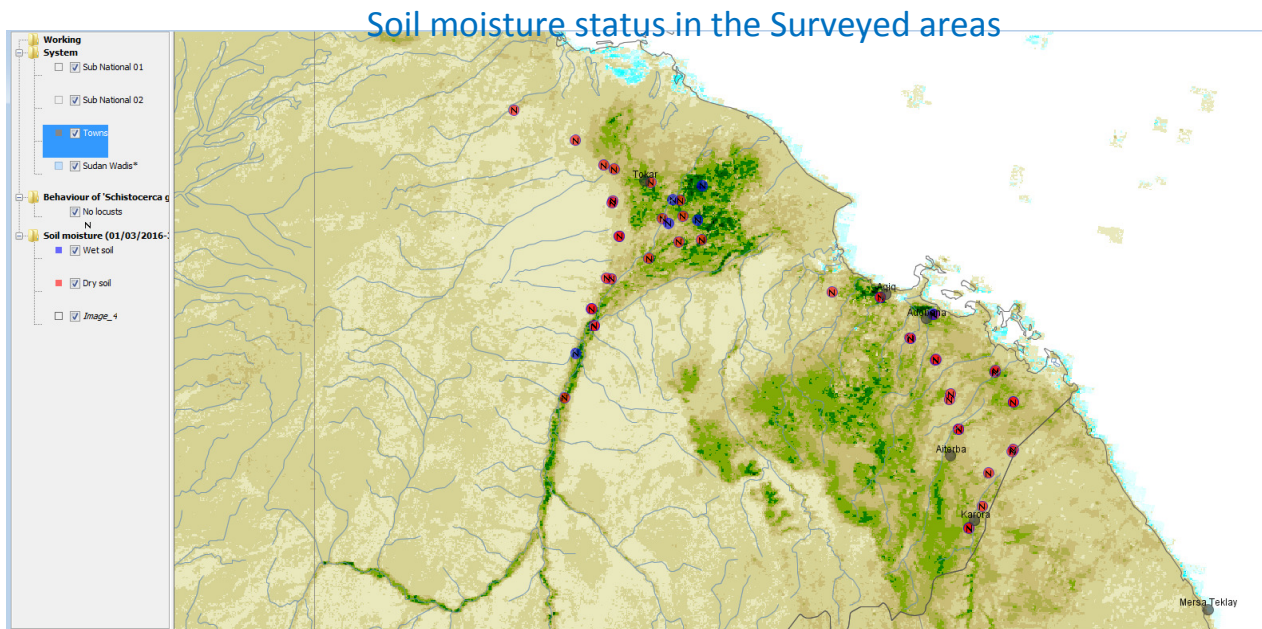 Soil moisture status in the Surveyed areas
Working
System
Sub National 01
Sub National 02
Towns
Sudan Wadis*
Behaviour of 'Schistocerca g
No locusts
N
Soil moisture (01/03/2016-
Wet soil
Dry soil
Image_4
Tokar
Aqiq
Adobana
Aiterba
Karora
Mersa Teklay